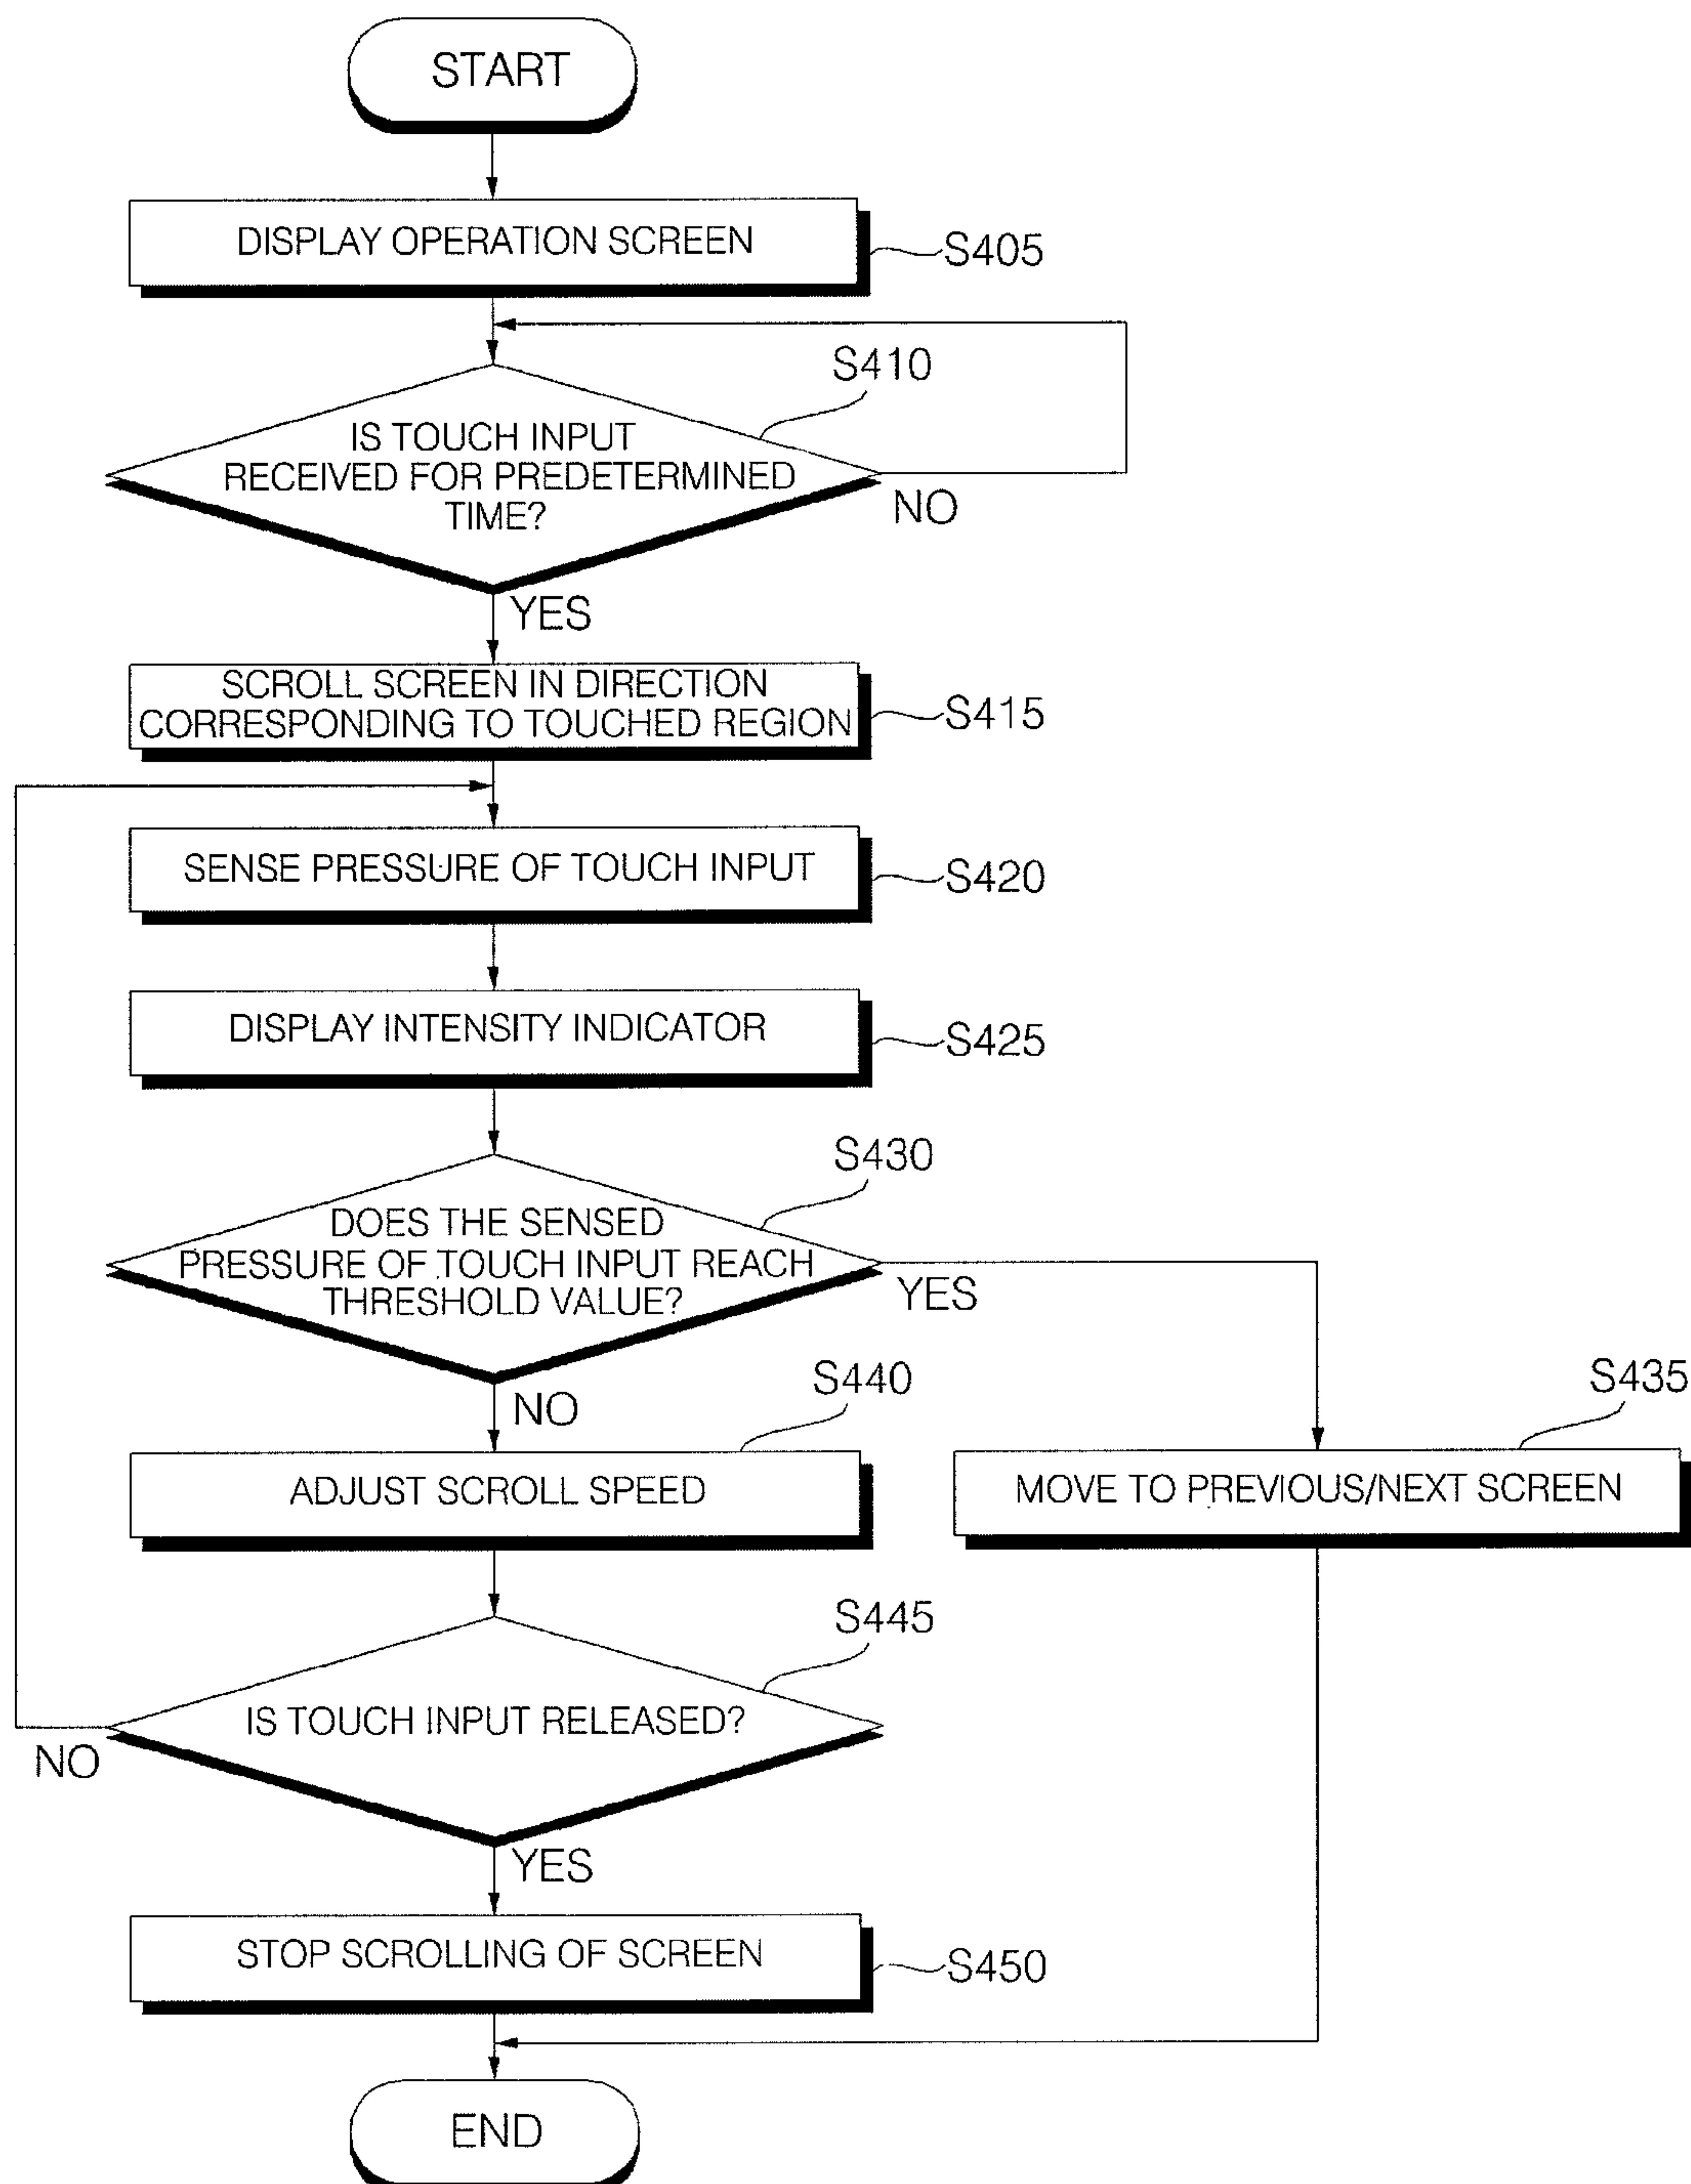 START
DISPLAY OPERATION SCREEN
S405
S410
IS TOUCH INPUT
RECEIVED FOR PREDETERMINED
TIME?
NO
YES
SCROLL SCREEN IN DIRECTION
CORRESPONDING TO TOUCHED REGION
S415
SENSE PRESSURE OF TOUCH INPUT
S420
DISPLAY INTENSITY INDICATOR
S425
S430
DOES THE SENSED
PRESSURE OF TOUCH INPUT REACH
THRESHOLD VALUE?
YES
NO
S440
S435
ADJUST SCROLL SPEED
MOVE TO PREVIOUS/NEXT SCREEN
S445
IS TOUCH INPUT RELEASED?
NO
YES
STOP SCROLLING OF SCREEN
S450
END